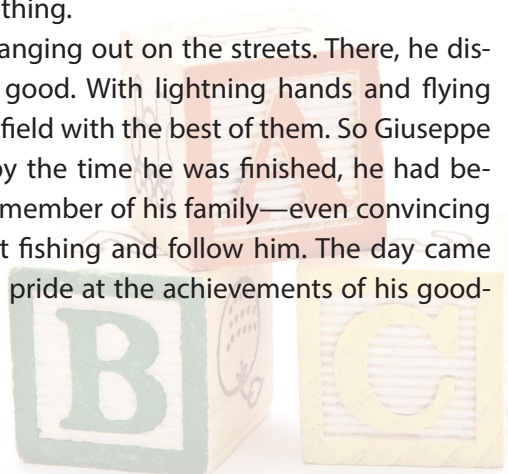 thing.
anging out on the streets. There, he dis-
good. With lightning hands and flying
field with the best of them. So Giuseppe
by the time he was finished, he had be-
member of his family—even convincing
t fishing and follow him. The day came
pride at the achievements of his good-
A
B
C